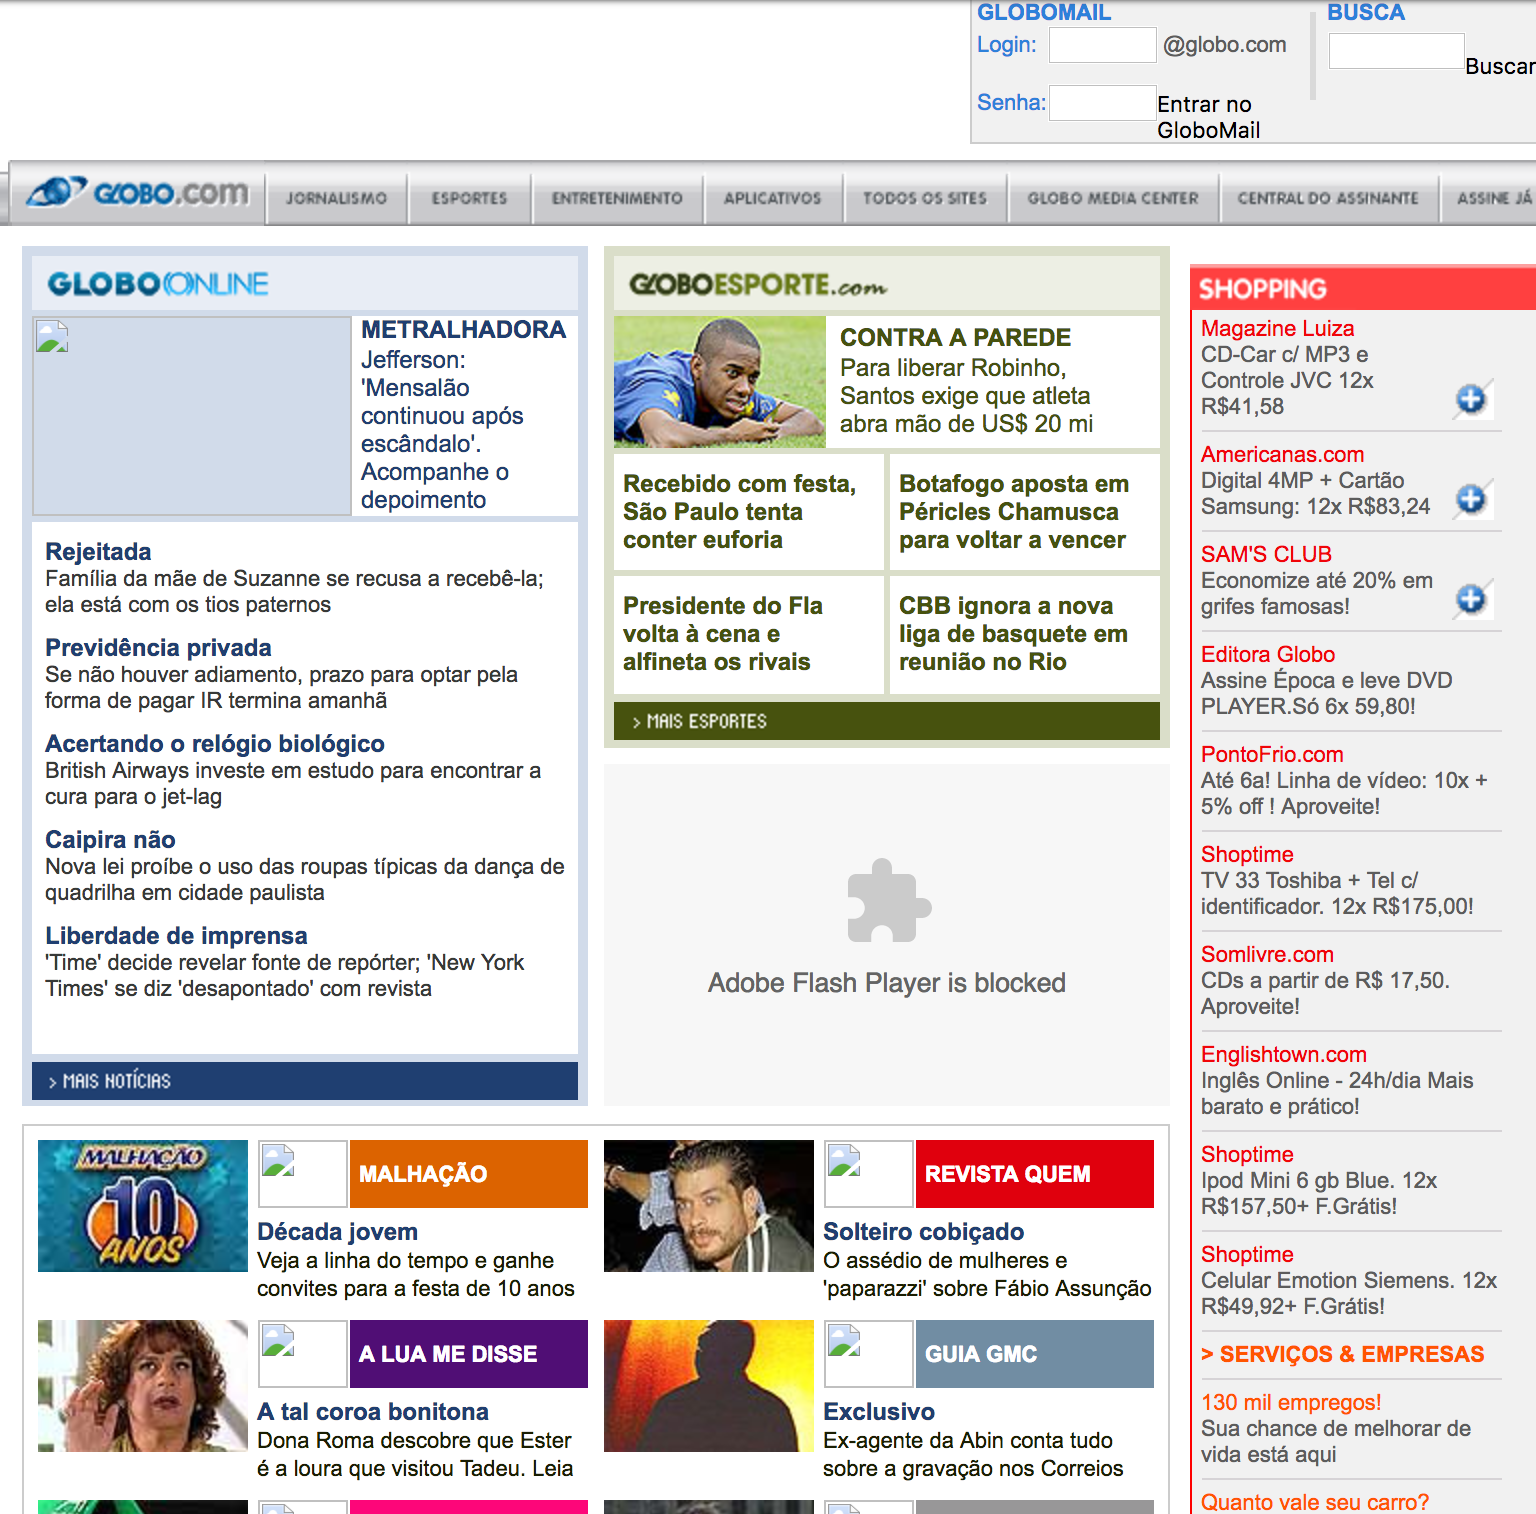 GLOBOMAIL
Login:
@globo.com
Senha:
Entrar no
GloboMail
BUSCA
Buscar
GLOBO.COM
JORNALISMO
ESPORTES
ENTRETENIMENTO
APLICATIVOS
TODOS OS SITES
GLOBO MEDIA CENTER
CENTRAL DO ASSINANTE
ASSINE JÁ
GLOBO ONLINE
METRALHADORA
Jefferson:
'Mensalão
continuou após
escândalo'.
Acompanhe o
depoimento
Rejeitada
Família da mãe de Suzanne se recusa a recebê-la;
ela está com os tios paternos
Previdência privada
Se não houver adiamento, prazo para optar pela
forma de pagar IR termina amanhã
Acertando o relógio biológico
British Airways investe em estudo para encontrar a
cura para o jet-lag
Caipira não
Nova lei proíbe o uso das roupas típicas da dança de
quadrilha em cidade paulista
Liberdade de imprensa
'Time' decide revelar fonte de repórter; 'New York
Times' se diz 'desapontado' com revista
> MAIS NOTÍCIAS
GLOBOESPORTE.com
CONTRA A PAREDE
Para liberar Robinho,
Santos exige que atleta
abra mão de US$ 20 mi
Recebido com festa,
São Paulo tenta
conter euforia
Botafogo aposta em
Péricles Chamusca
para voltar a vencer
Presidente do Fla
volta à cena e
alfineta os rivais
CBB ignora a nova
liga de basquete em
reunião no Rio
> MAIS ESPORTES
Adobe Flash Player is blocked
MALHAÇÃO
10
ANOS
MALHAÇÃO
Década jovem
Veja a linha do tempo e ganhe
convites para a festa de 10 anos
REVISTA QUEM
Solteiro cobiçado
O assédio de mulheres e
'paparazzi' sobre Fábio Assunção
A LUA ME DISSE
A tal coroa bonitona
Dona Roma descobre que Ester
é a loura que visitou Tadeu. Leia
GUIA GMC
Exclusivo
Ex-agente da Abin conta tudo
sobre a gravação nos Correios
SHOPPING
Magazine Luiza
CD-Car c/ MP3 e
Controle JVC 12x
R$41,58
Americanas.com
Digital 4MP + Cartão
Samsung: 12x R$83,24
SAM'S CLUB
Economize até 20% em
grifes famosas!
Editora Globo
Assine Época e leve DVD
PLAYER.Só 6x 59,80!
PontoFrio.com
Até 6a! Linha de vídeo: 10x +
5% off ! Aproveite!
Shoptime
TV 33 Toshiba + Tel c/
identificador. 12x R$175,00!
Somlivre.com
CDs a partir de R$ 17,50.
Aproveite!
Englishtown.com
Inglês Online - 24h/dia Mais
barato e prático!
Shoptime
Ipod Mini 6 gb Blue. 12x
R$157,50+ F.Grátis!
Shoptime
Celular Emotion Siemens. 12x
R$49,92+ F.Grátis!
> SERVIÇOS & EMPRESAS
130 mil empregos!
Sua chance de melhorar de
vida está aqui
Quanto vale seu carro?